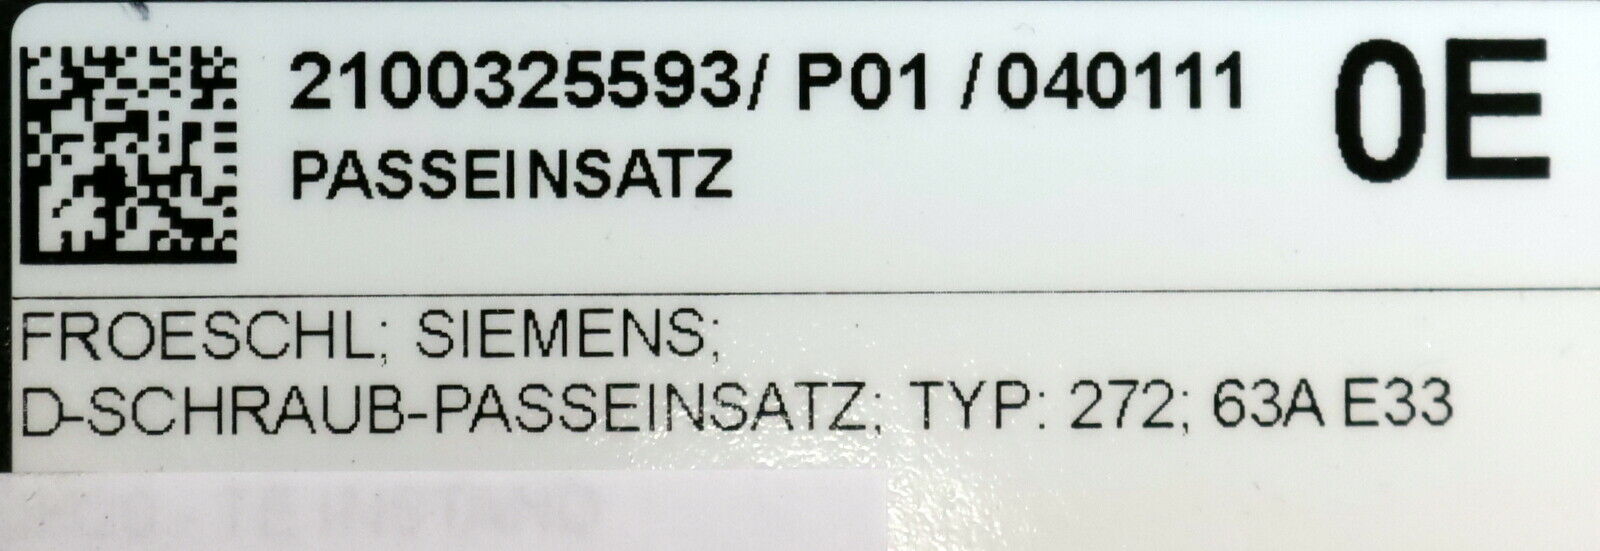 2100325593/ P01 /040111
0E
PASSEINSATZ
FROESCHL; SIEMENS;
D-SCHRAUB-PASSEINSATZ; TYP: 272; 63A E33